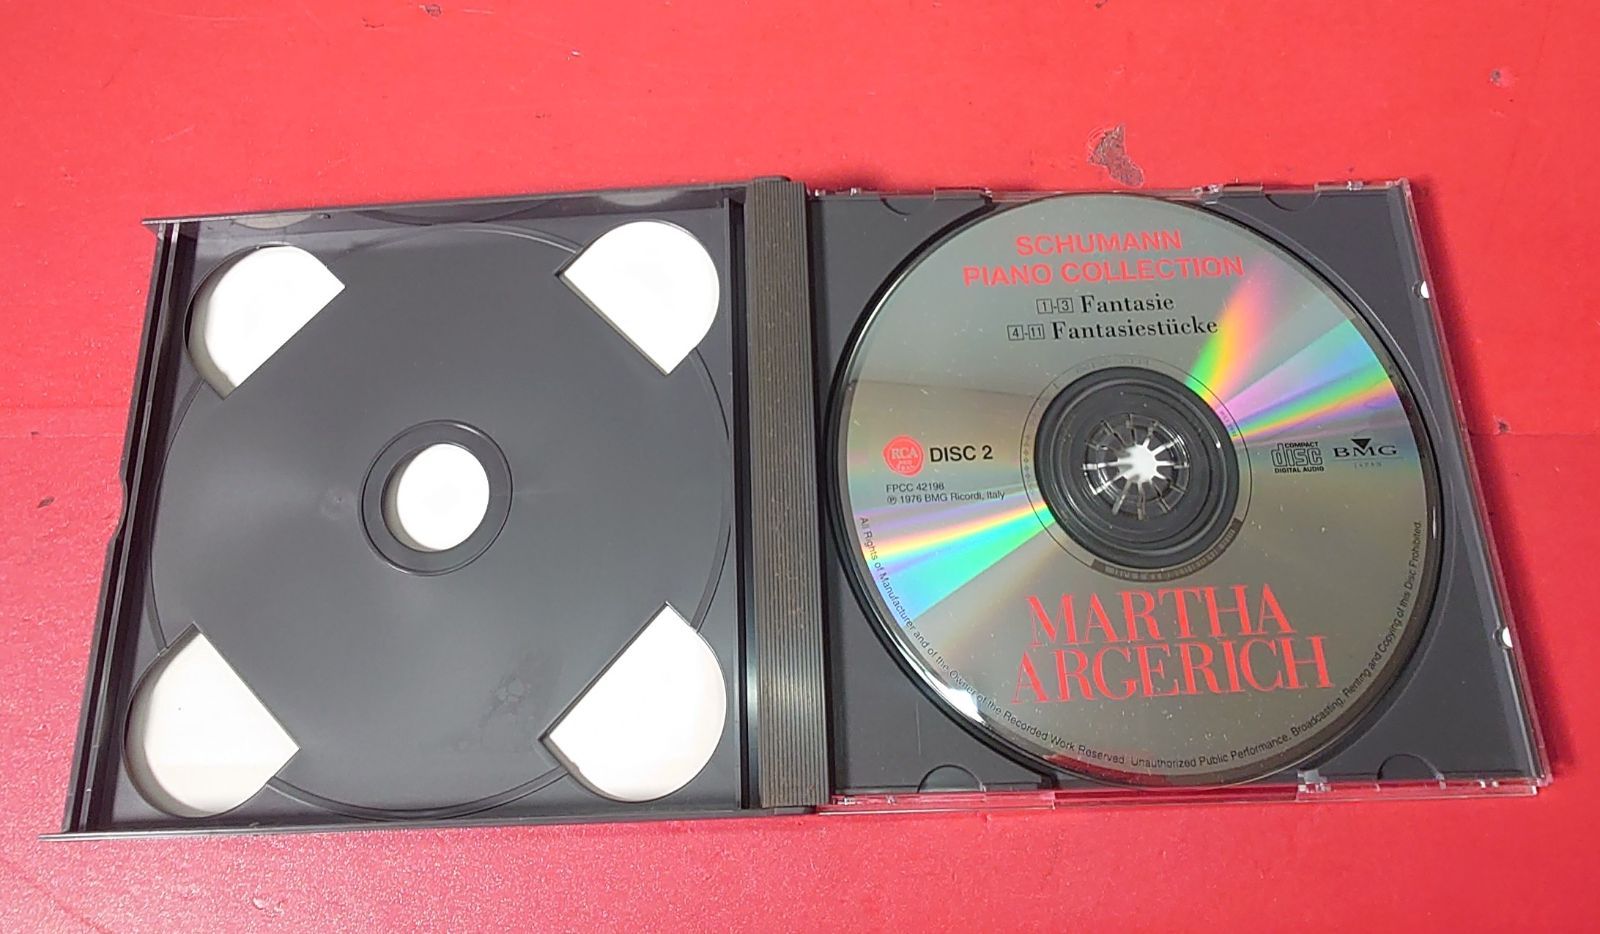 SCHUMANN
PIANO COLLECTION
1-3 Fantasie
4-11 Fantasiestücke
RCA
DISC 2
COMPACT
disc
DIGITAL AUDIO
BMG
JAPAN
FPCC 42198
℗ 1976 BMG Ricordi, Italy
MARTHA
ARGERICH
All Rights of Manufacturer and of the Owner of the Recorded Work Reserved. Unauthorized Public Performance, Broadcasting, Renting and Copying of this Disc Prohibited.